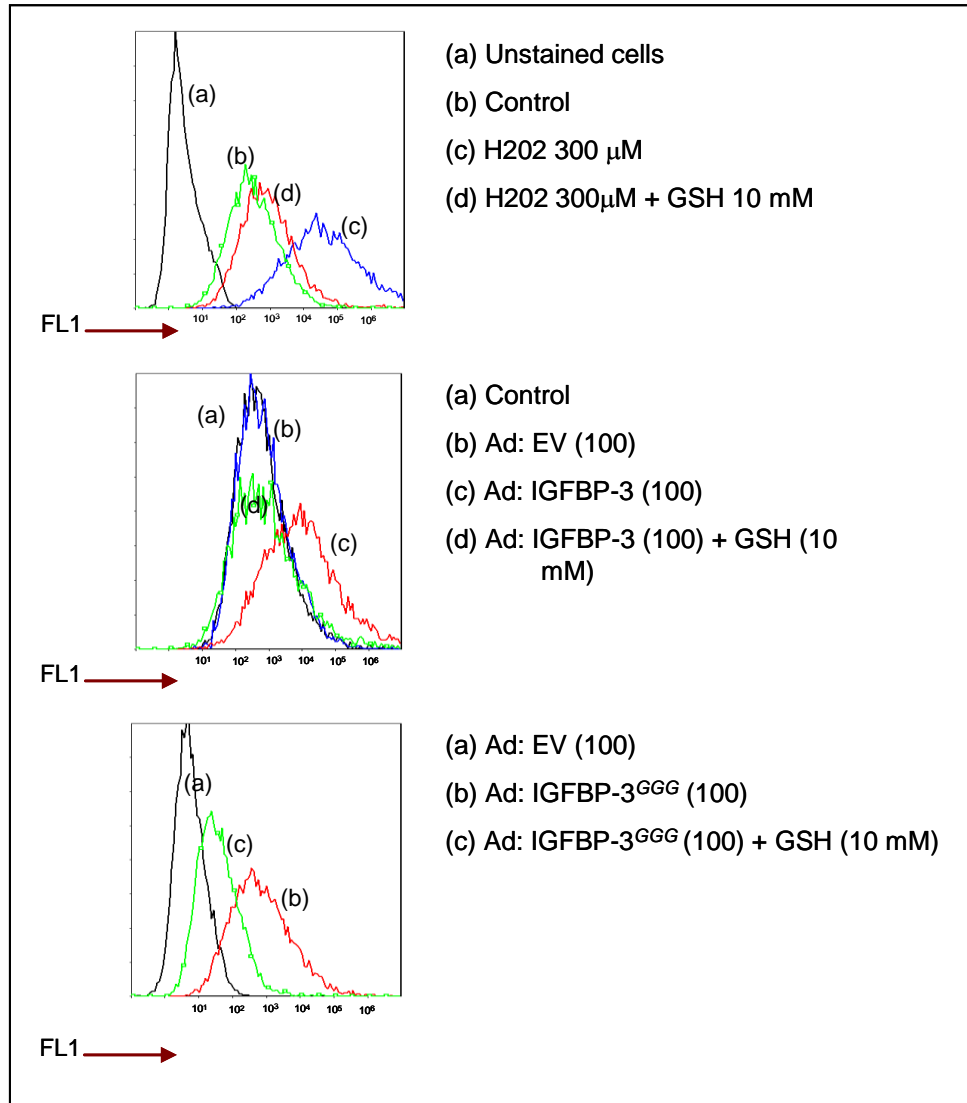 (a)
(b)
(d)
(c)
10¹ 10² 10³ 10⁴ 10⁵ 10⁶
FL1
(a) Unstained cells
(b) Control
(c) H202 300 μM
(d) H202 300μM + GSH 10 mM
(a)
(b)
(d)
(c)
10¹ 10² 10³ 10⁴ 10⁵ 10⁶
FL1
(a) Control
(b) Ad: EV (100)
(c) Ad: IGFBP-3 (100)
(d) Ad: IGFBP-3 (100) + GSH (10
mM)
(a)
(c)
(b)
10¹ 10² 10³ 10⁴ 10⁵ 10⁶
FL1
(a) Ad: EV (100)
(b) Ad: IGFBP-3ᴳᴳᴳ (100)
(c) Ad: IGFBP-3ᴳᴳᴳ (100) + GSH (10 mM)